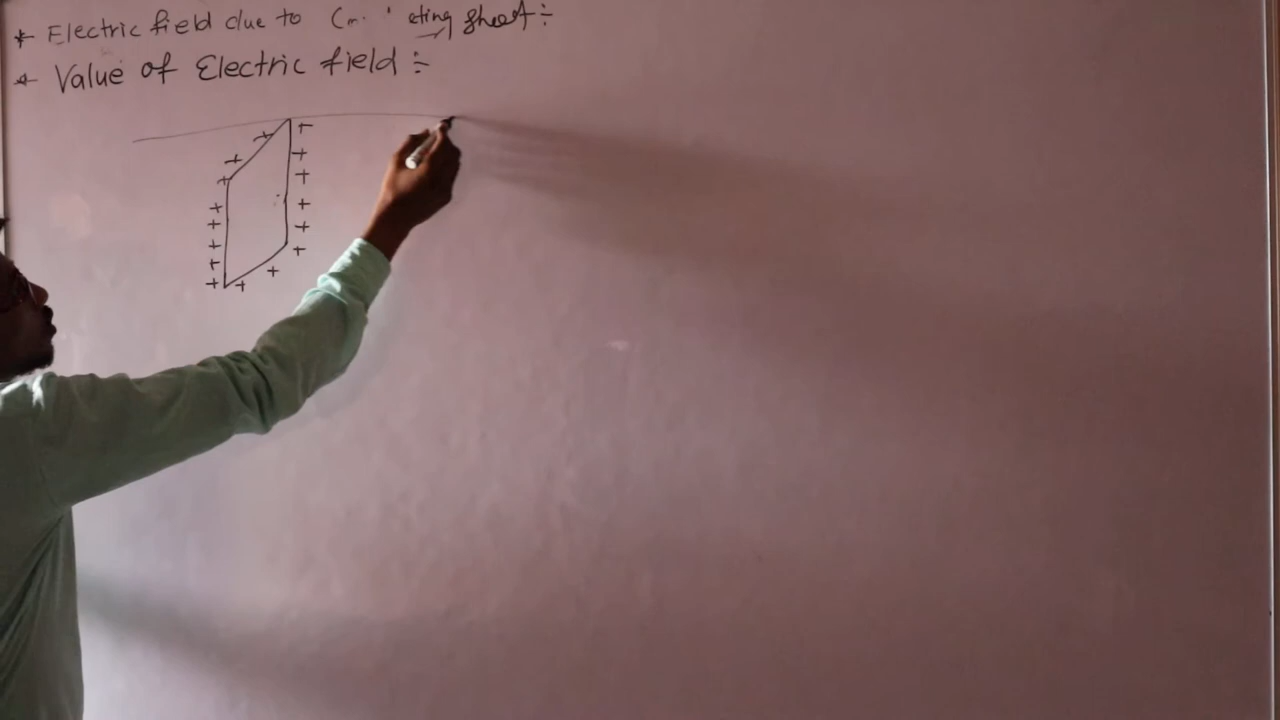 * Electric field due to sheet ÷
* Value of Electric field ÷
+ + + + + + + + + + + + + + + + + +